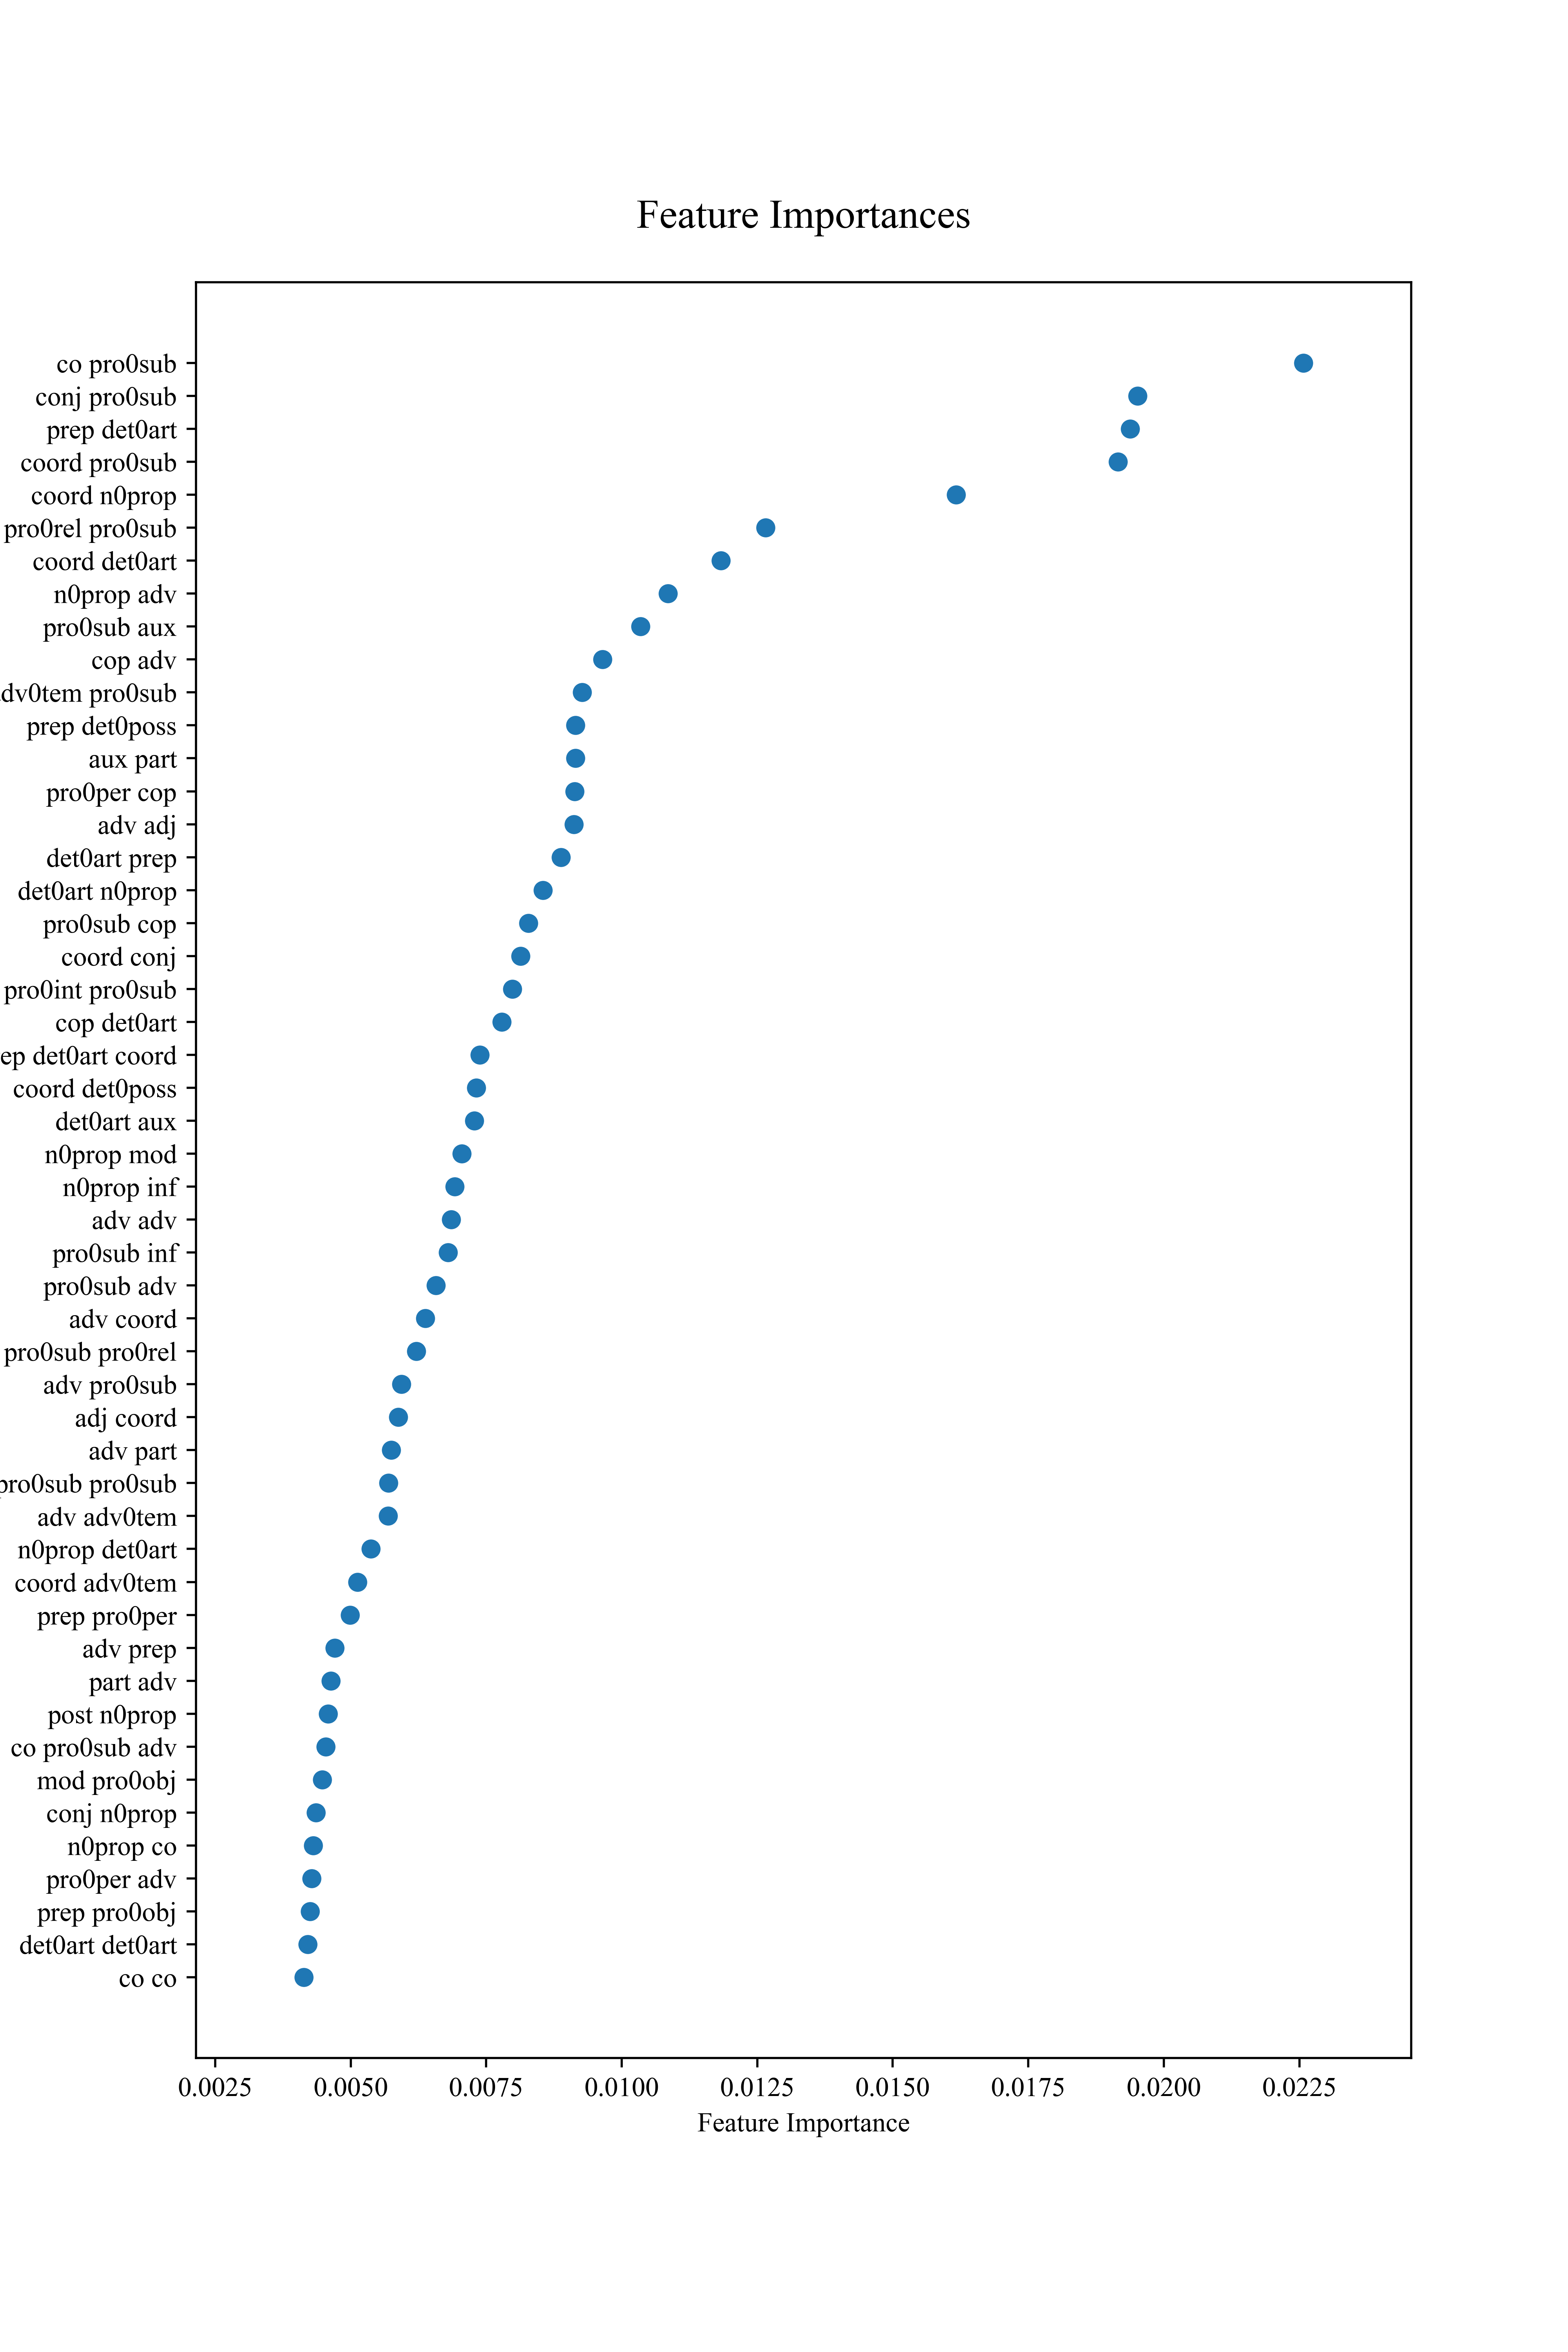 Feature Importances
co pro0sub
conj pro0sub
prep det0art
coord pro0sub
coord n0prop
pro0rel pro0sub
coord det0art
n0prop adv
pro0sub aux
cop adv
dv0tem pro0sub
prep det0poss
aux part
pro0per cop
adv adj
det0art prep
det0art n0prop
pro0sub cop
coord conj
pro0int pro0sub
cop det0art
ep det0art coord
coord det0poss
det0art aux
n0prop mod
n0prop inf
adv adv
pro0sub inf
pro0sub adv
adv coord
pro0sub pro0rel
adv pro0sub
adj coord
adv part
pro0sub pro0sub
adv adv0tem
n0prop det0art
coord adv0tem
prep pro0per
adv prep
part adv
post n0prop
co pro0sub adv
mod pro0obj
conj n0prop
n0prop co
pro0per adv
prep pro0obj
det0art det0art
co co
0.0025 0.0050 0.0075 0.0100 0.0125 0.0150 0.0175 0.0200 0.0225
Feature Importance